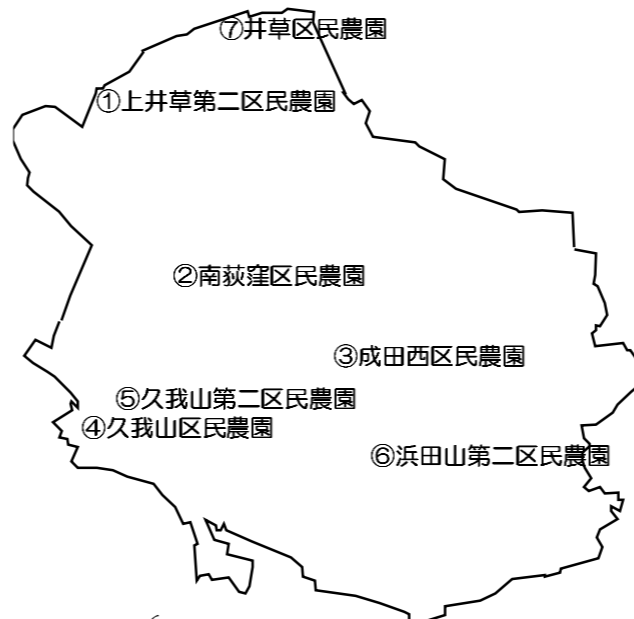 ⑦井草区民農園
①上井草第二区民農園
②南荻窪区民農園
③成田西区民農園
⑤久我山第二区民農園
④久我山区民農園
⑥浜田山第二区民農園